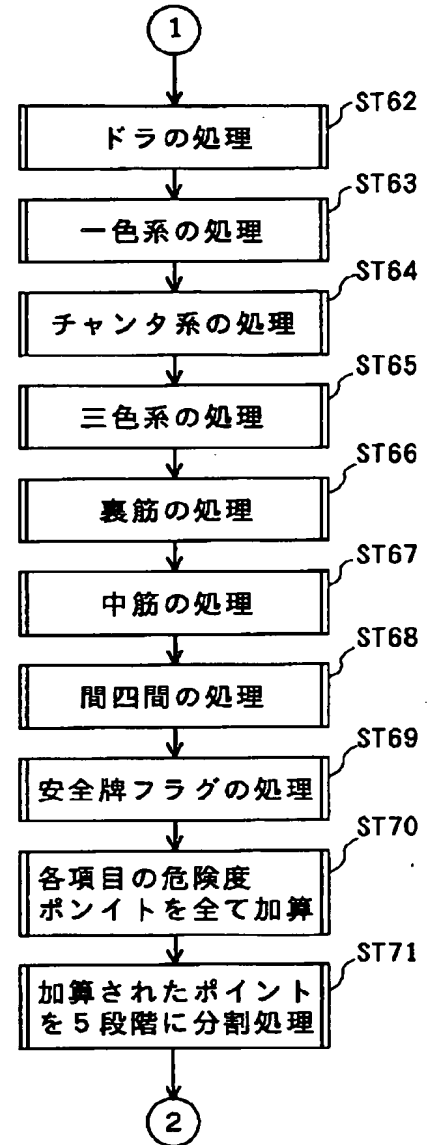 1
ST62
ドラの処理
ST63
一色系の処理
ST64
チャンタ系の処理
ST65
三色系の処理
ST66
裏筋の処理
ST67
中筋の処理
ST68
間四間の処理
ST69
安全牌フラグの処理
ST70
各項目の危険度
ポンイトを全て加算
ST71
加算されたポイント
を5段階に分割処理
2